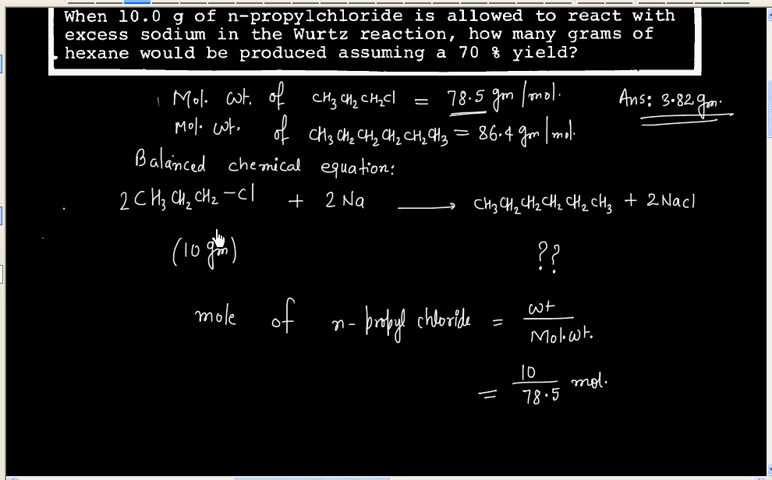 When 10.0 g of n-propylchloride is allowed to react with
excess sodium in the Wurtz reaction, how many grams of
hexane would be produced assuming a 70 % yield?
Mol. wt. of CH3CH2CH2Cl = 78.5 gm/mol.
Ans: 3.82 gm.
Mol. wt. of CH3CH2CH2CH2CH2CH3 = 86.4 gm/mol.
Balanced chemical equation:
2CH3CH2CH2-Cl + 2Na → CH3CH2CH2CH2CH2CH3 + 2NaCl
(10 gm) ??
mole of n-propyl chloride = wt / Mol.wt.
= 10 / 78.5 mol.